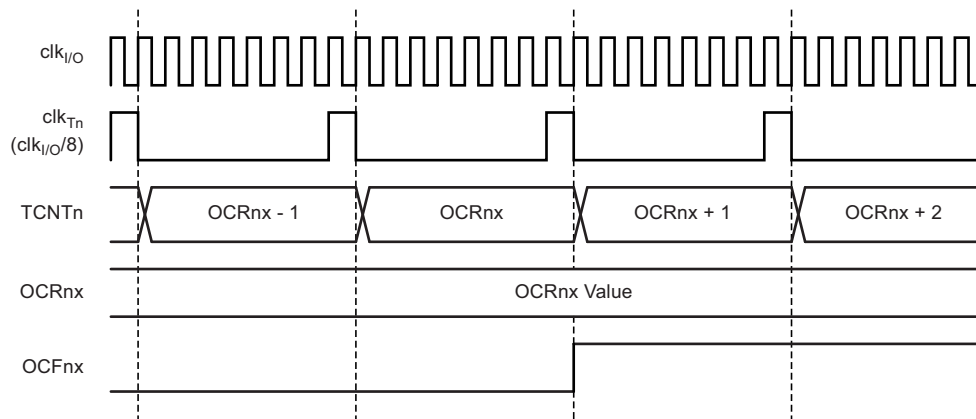 clkI/O
clkTn
(clkI/O/8)
TCNTn OCRnx - 1 OCRnx OCRnx + 1 OCRnx + 2
OCRnx OCRnx Value
OCFnx